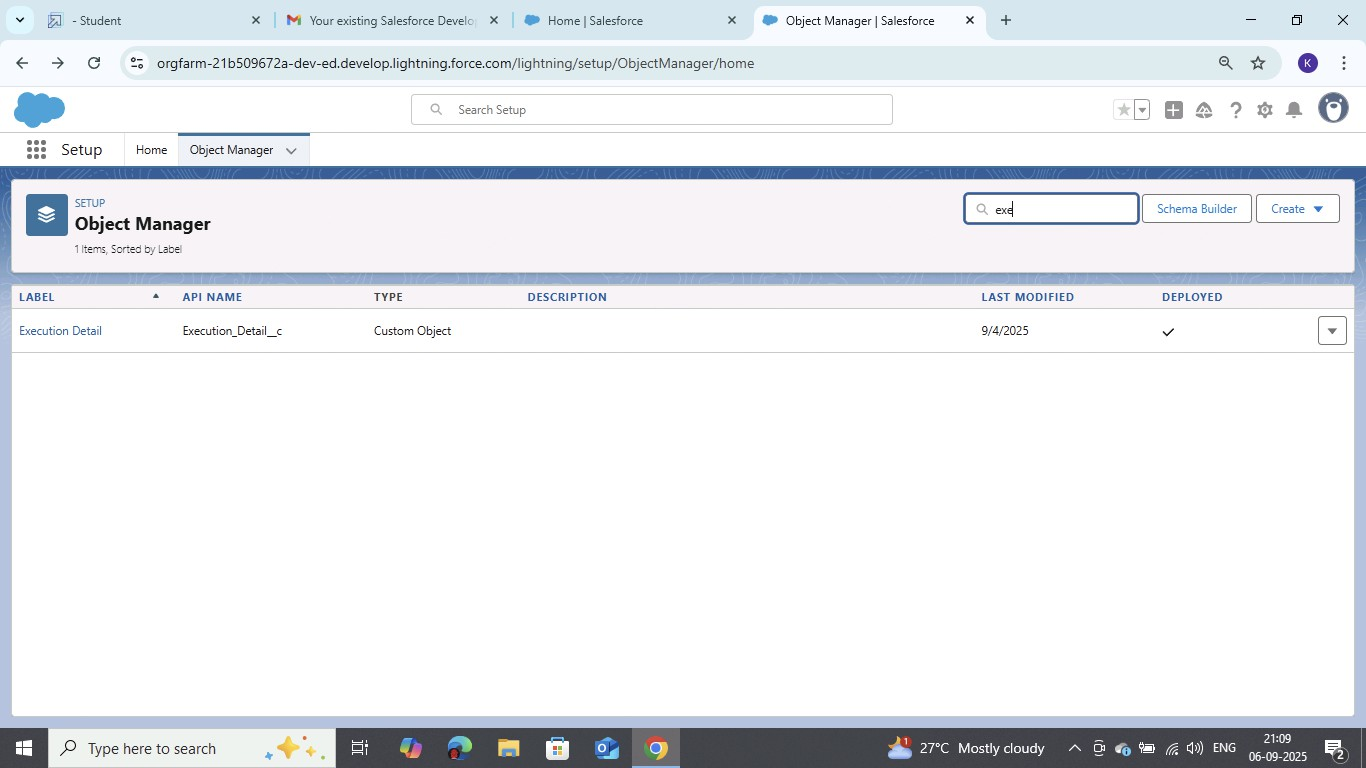 - Student
Your existing Salesforce Develo
Home | Salesforce
Object Manager | Salesforce
orgfarm-21b509672a-dev-ed.develop.lightning.force.com/lightning/setup/ObjectManager/home
K
Search Setup
Setup
Home
Object Manager
SETUP
Object Manager
1 Items, Sorted by Label
exe
Schema Builder
Create
LABEL API NAME TYPE DESCRIPTION LAST MODIFIED DEPLOYED
Execution Detail Execution_Detail__c Custom Object 9/4/2025
Type here to search
1
27°C Mostly cloudy
ENG
21:09
06-09-2025
2